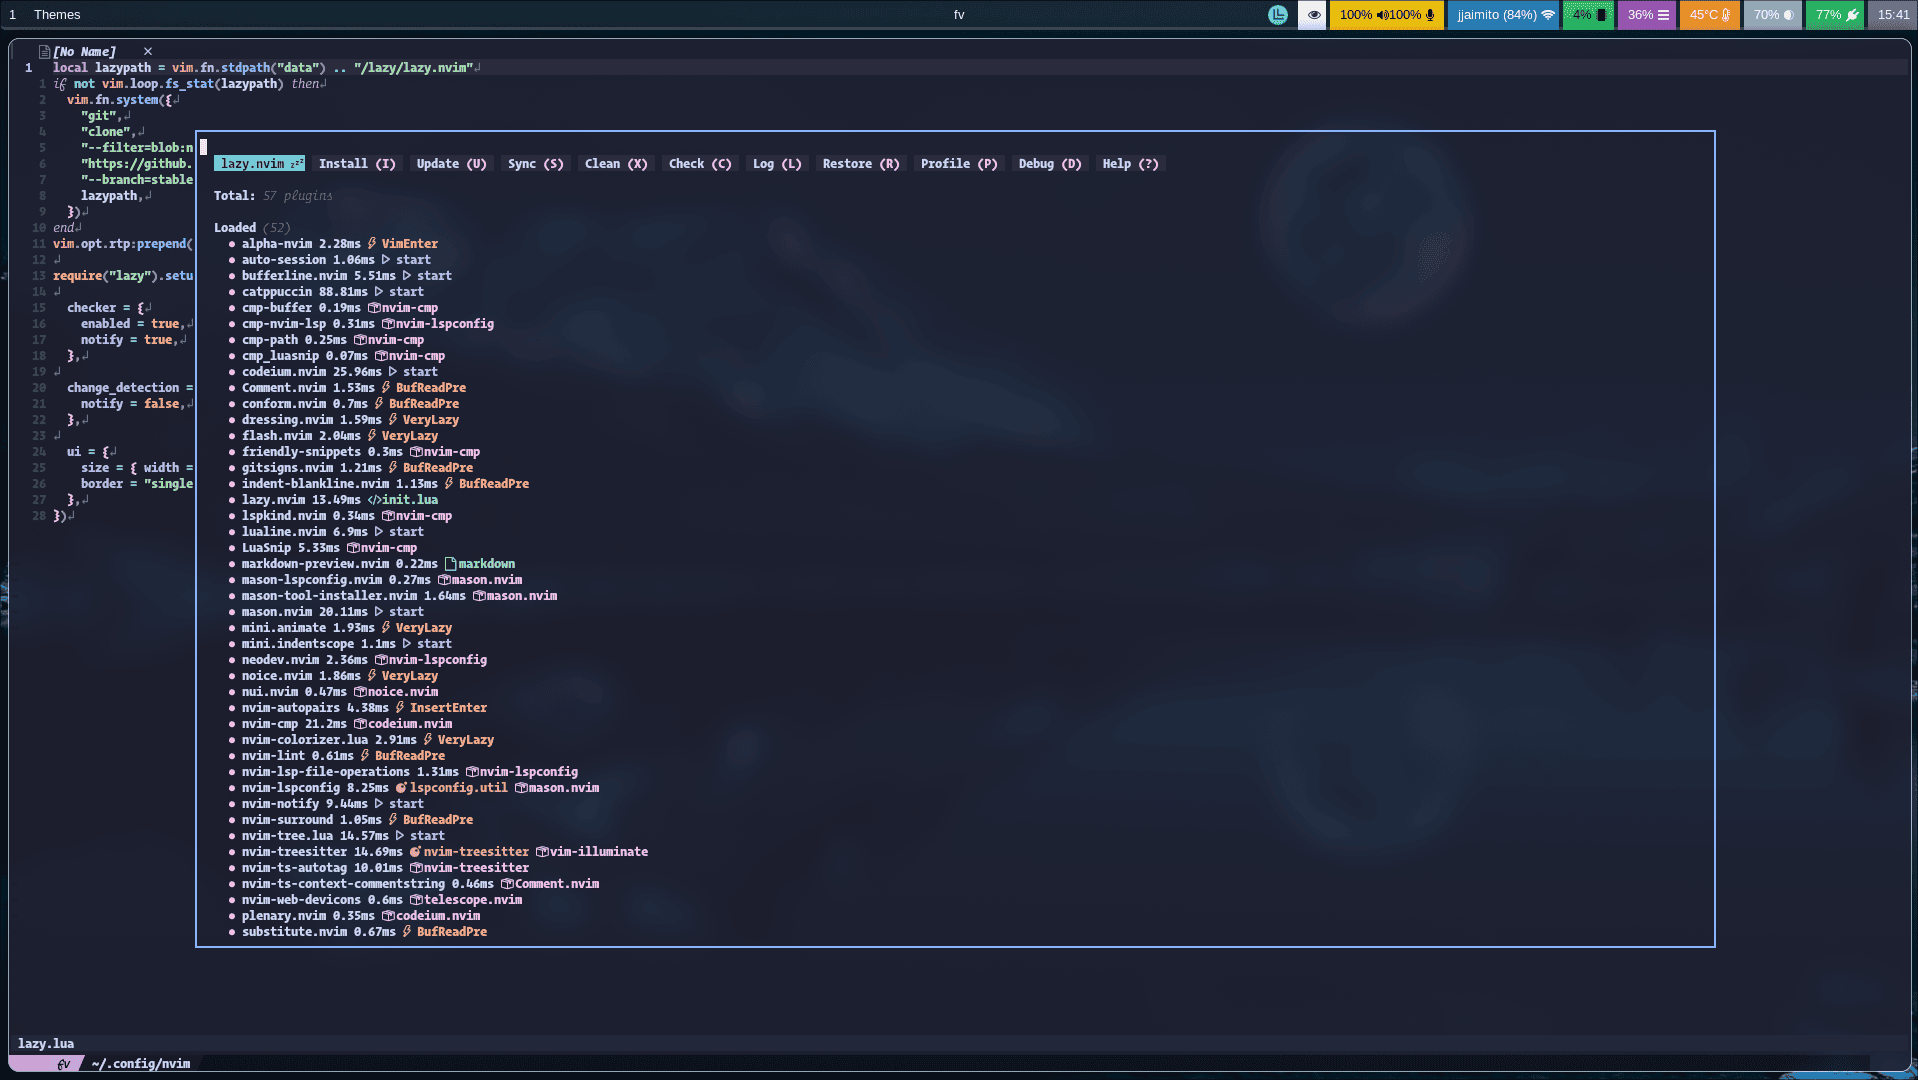 1 Themes fv 100% 100% jjaimito (84%) 4% 36% 45°C 70% 77% 15:41
[No Name] ×
1 local lazypath = vim.fn.stdpath("data") .. "/lazy/lazy.nvim"
1 if not vim.loop.fs_stat(lazypath) then
2 vim.fn.system({
3 "git",
4 "clone",
5 "--filter=blob:n
6 "https://github.
7 "--branch=stable
8 lazypath,
9 })
10 end
11 vim.opt.rtp:prepend(
12
13 require("lazy").setu
14
15 checker = {
16 enabled = true,
17 notify = true,
18 },
19
20 change_detection =
21 notify = false,
22 },
23
24 ui = {
25 size = { width =
26 border = "single
27 },
28 })
lazy.nvim zzz Install (I) Update (U) Sync (S) Clean (X) Check (C) Log (L) Restore (R) Profile (P) Debug (D) Help (?)
Total: 57 plugins
Loaded (52)
● alpha-nvim 2.28ms VimEnter
● auto-session 1.06ms start
● bufferline.nvim 5.51ms start
● catppuccin 88.81ms start
● cmp-buffer 0.19ms nvim-cmp
● cmp-nvim-lsp 0.31ms nvim-lspconfig
● cmp-path 0.25ms nvim-cmp
● cmp_luasnip 0.07ms nvim-cmp
● codeium.nvim 25.96ms start
● Comment.nvim 1.53ms BufReadPre
● conform.nvim 0.7ms BufReadPre
● dressing.nvim 1.59ms VeryLazy
● flash.nvim 2.04ms VeryLazy
● friendly-snippets 0.3ms nvim-cmp
● gitsigns.nvim 1.21ms BufReadPre
● indent-blankline.nvim 1.13ms BufReadPre
● lazy.nvim 13.49ms </>init.lua
● lspkind.nvim 0.34ms nvim-cmp
● lualine.nvim 6.9ms start
● LuaSnip 5.33ms nvim-cmp
● markdown-preview.nvim 0.22ms markdown
● mason-lspconfig.nvim 0.27ms mason.nvim
● mason-tool-installer.nvim 1.64ms mason.nvim
● mason.nvim 20.11ms start
● mini.animate 1.93ms VeryLazy
● mini.indentscope 1.1ms start
● neodev.nvim 2.36ms nvim-lspconfig
● noice.nvim 1.86ms VeryLazy
● nui.nvim 0.47ms noice.nvim
● nvim-autopairs 4.38ms InsertEnter
● nvim-cmp 21.2ms codeium.nvim
● nvim-colorizer.lua 2.91ms VeryLazy
● nvim-lint 0.61ms BufReadPre
● nvim-lsp-file-operations 1.31ms nvim-lspconfig
● nvim-lspconfig 8.25ms lspconfig.util mason.nvim
● nvim-notify 9.44ms start
● nvim-surround 1.05ms BufReadPre
● nvim-tree.lua 14.57ms start
● nvim-treesitter 14.69ms nvim-treesitter vim-illuminate
● nvim-ts-autotag 10.01ms nvim-treesitter
● nvim-ts-context-commentstring 0.46ms Comment.nvim
● nvim-web-devicons 0.6ms telescope.nvim
● plenary.nvim 0.35ms codeium.nvim
● substitute.nvim 0.67ms BufReadPre
lazy.lua
fv ~/.config/nvim